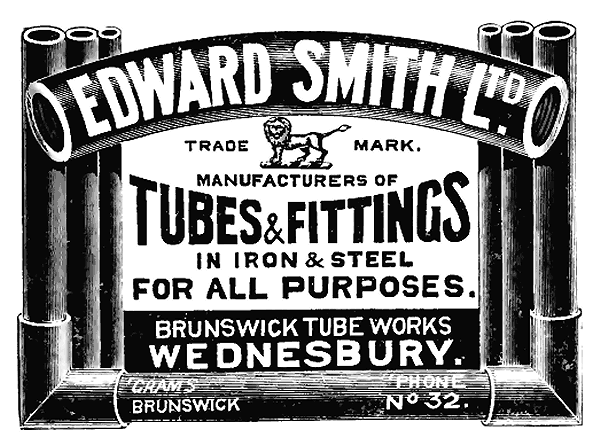 EDWARD SMITH LTD.
TRADE MARK.
MANUFACTURERS OF
TUBES & FITTINGS
IN IRON & STEEL
FOR ALL PURPOSES.
BRUNSWICK TUBE WORKS
WEDNESBURY.
'GRAMS PHONE
BRUNSWICK No 32.